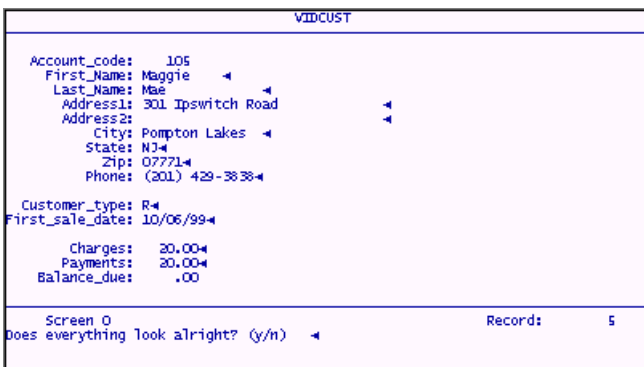 VIDCUST
Account_code: 105
First_Name: Maggie
Last_Name: Mae
Address1: 301 Ipswitch Road
Address2:
City: Pompton Lakes
State: NJ
Zip: 07771
Phone: (201) 429-3838
Customer_type: R
First_sale_date: 10/06/99
Charges: 20.00
Payments: 20.00
Balance_due: .00
Screen 0 Record: 5
Does everything look alright? (y/n)